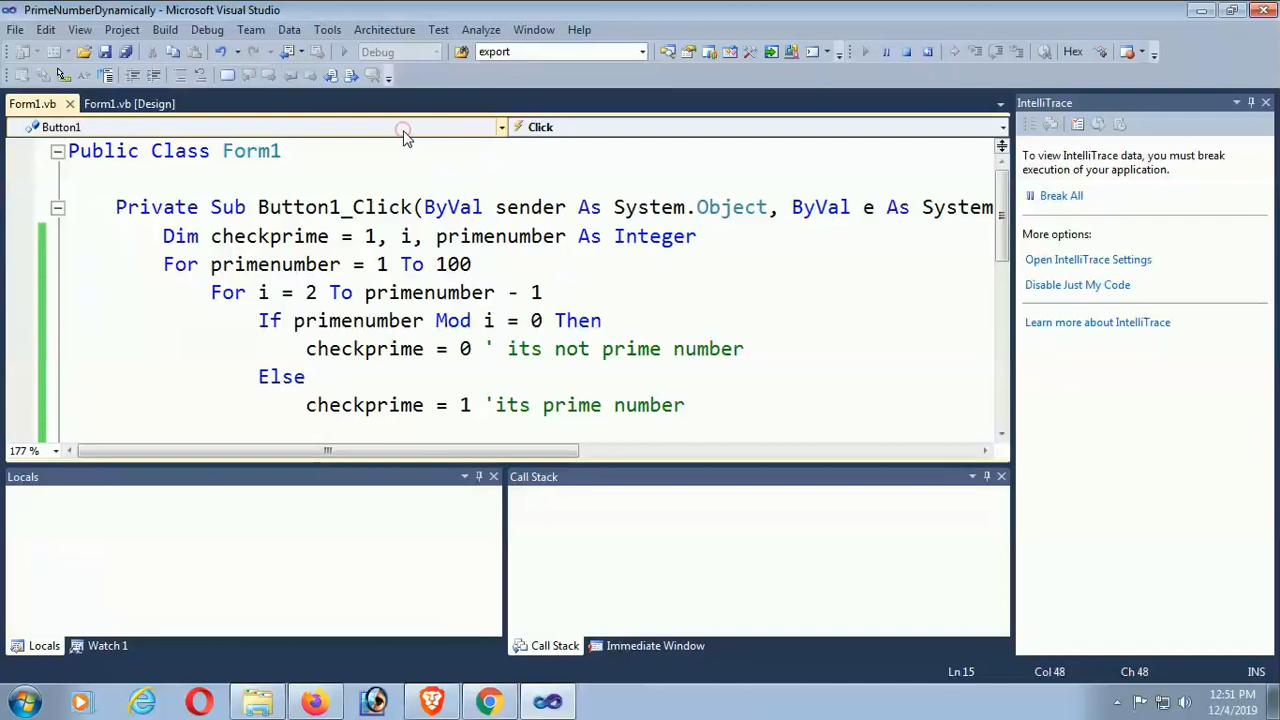 PrimeNumberDynamically - Microsoft Visual Studio
File Edit View Project Build Debug Team Data Tools Architecture Test Analyze Window Help
Debug export Hex
Form1.vb Form1.vb [Design] IntelliTrace
Button1 Click
Public Class Form1
Private Sub Button1_Click(ByVal sender As System.Object, ByVal e As System
Dim checkprime = 1, i, primenumber As Integer
For primenumber = 1 To 100
For i = 2 To primenumber - 1
If primenumber Mod i = 0 Then
checkprime = 0 ' its not prime number
Else
checkprime = 1 'its prime number
177 %
To view IntelliTrace data, you must break
execution of your application.
Break All
More options:
Open IntelliTrace Settings
Disable Just My Code
Learn more about IntelliTrace
Locals Call Stack
Locals Watch 1 Call Stack Immediate Window
Ln 15 Col 48 Ch 48 INS
12:51 PM
12/4/2019